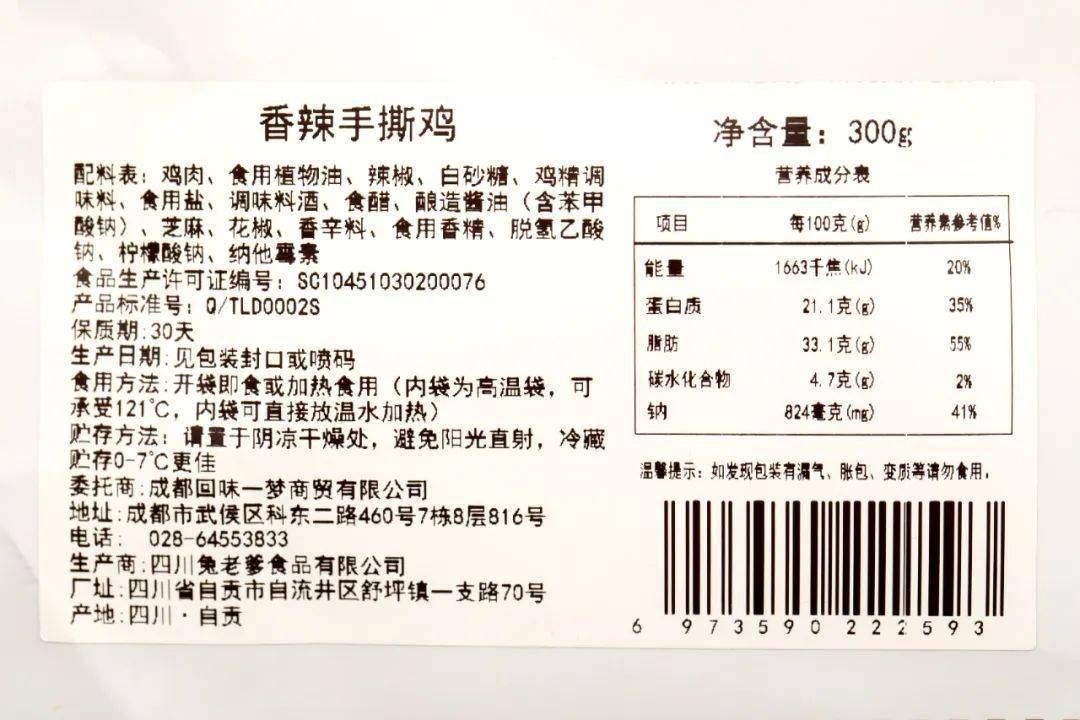 香辣手撕鸡
配料表：鸡肉、食用植物油、辣椒、白砂糖、鸡精调
味料、食用盐、调味料酒、食醋、酿造酱油（含苯甲
酸钠）、芝麻、花椒、香辛料、食用香精、脱氢乙酸
钠、柠檬酸钠、纳他霉素
食品生产许可证编号：SC10451030200076
产品标准号：Q/TLD0002S
保质期:30天
生产日期:见包装封口或喷码
食用方法:开袋即食或加热食用（内袋为高温袋，可
承受121℃，内袋可直接放温水加热）
贮存方法：请置于阴凉干燥处，避免阳光直射，冷藏
贮存0-7℃更佳
委托商:成都回味一梦商贸有限公司
地址:成都市武侯区科东二路460号7栋8层816号
电话： 028-64553833
生产商:四川兔老爹食品有限公司
厂址:四川省自贡市自流井区舒坪镇一支路70号
产地:四川·自贡
净含量：300g
营养成分表
项目 每100克(g) 营养素参考值%
能量 1663千焦(kJ) 20%
蛋白质 21.1克(g) 35%
脂肪 33.1克(g) 55%
碳水化合物 4.7克(g) 2%
钠 824毫克(mg) 41%
温馨提示：如发现包装有漏气、胀包、变质等请勿食用，
6 973590 222593